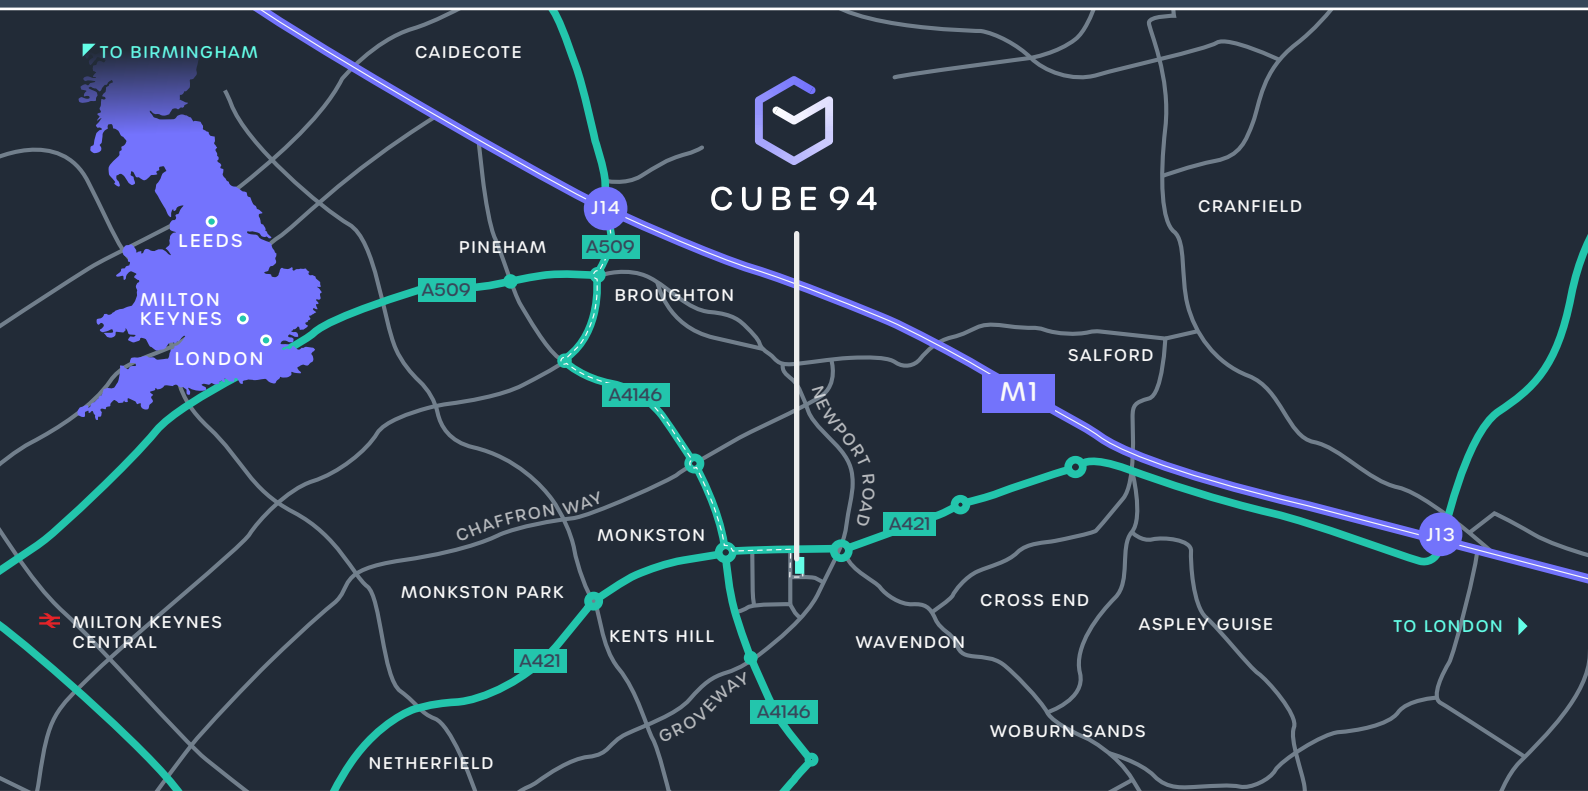 TO BIRMINGHAM
CAIDECOTE
CUBE 94
CRANFIELD
J14
LEEDS
PINEHAM
A509
A509
BROUGHTON
MILTON
KEYNES
LONDON
SALFORD
M1
A4146
NEWPORT ROAD
CHAFFRON WAY
A421
MONKSTON
J13
MONKSTON PARK
CROSS END
MILTON KEYNES
CENTRAL
ASPLEY GUISE
TO LONDON
KENTS HILL
WAVENDON
A421
GROVEWAY
A4146
WOBURN SANDS
NETHERFIELD